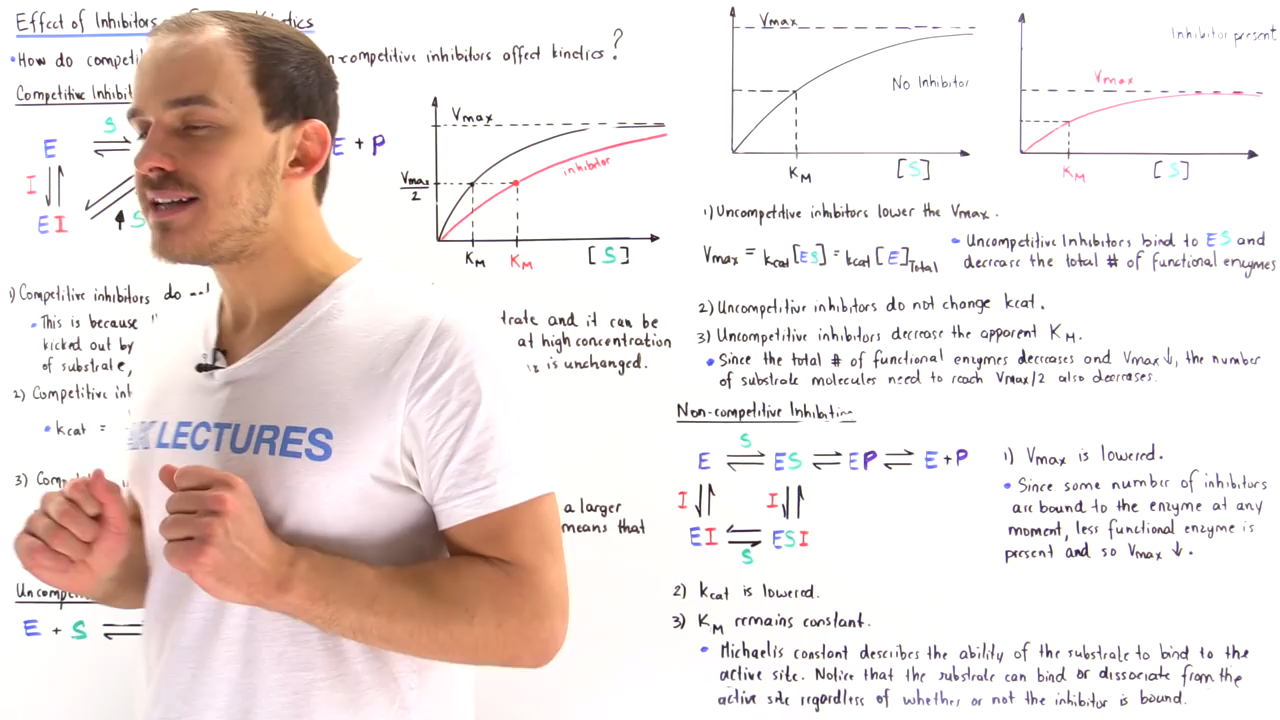 Effect of Inhibitors Kinetics
• How do competi n-competitive inhibitors affect kinetics?
Competitive Inhibit
S
E
E + P
I
EI
S
Vmax
Vmax
2
inhibitor
KM
KM
[S]
1) Competitive inhibitors do
• This is because trate and it can be
kicked out by at high concentration
of substrate, is unchanged.
2) Competitive int
• kcat =
3) Comp
a larger
means that
LECTURES
Uncompe
E + S
Vmax
No Inhibitor
KM
[S]
Inhibitor present
Vmax
KM
[S]
1) Uncompetitive inhibitors lower the Vmax.
Vmax = kcat [ES] = kcat [E]Total
• Uncompetitive Inhibitors bind to ES and
decrease the total # of functional enzymes
2) Uncompetitive inhibitors do not change kcat.
3) Uncompetitive inhibitors decrease the apparent KM.
• Since the total # of functional enzymes decreases and Vmax↓, the number
of substrate molecules need to reach Vmax/2 also decreases.
Non-competitive Inhibition
S
E ⇌ ES ⇌ EP ⇌ E+P
I I
EI ⇌ ESI
S
1) Vmax is lowered.
• Since some number of inhibitors
are bound to the enzyme at any
moment, less functional enzyme is
present and so Vmax ↓.
2) kcat is lowered.
3) KM remains constant.
• Michaelis constant describes the ability of the substrate to bind to the
active site. Notice that the substrate can bind or dissociate from the
active site regardless of whether or not the inhibitor is bound.